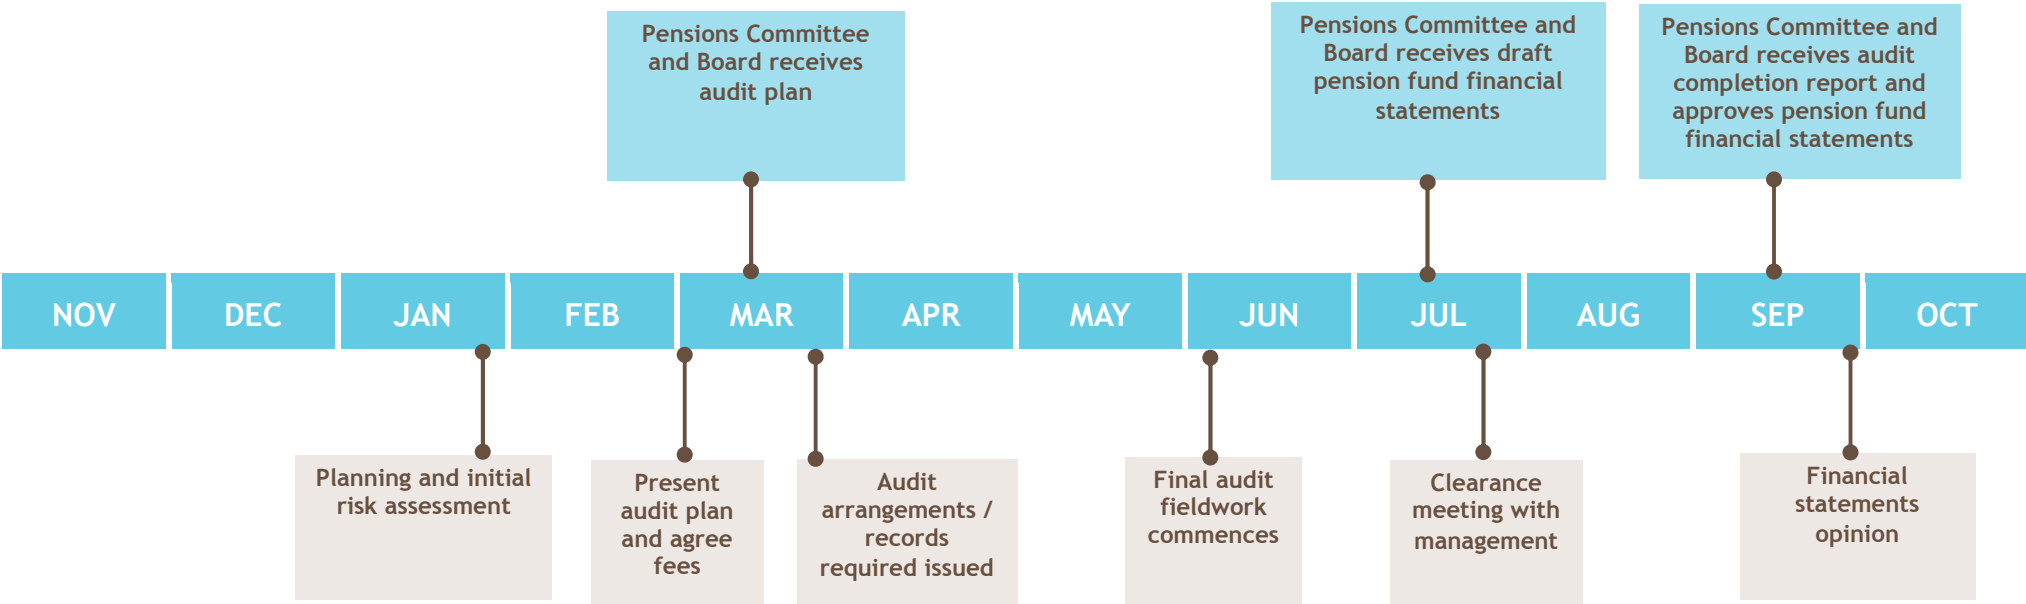 Pensions Committee
and Board receives
audit plan
Pensions Committee and
Board receives draft
pension fund financial
statements
Pensions Committee and
Board receives audit
completion report and
approves pension fund
financial statements
NOV
DEC
JAN
FEB
MAR
APR
MAY
JUN
JUL
AUG
SEP
OCT
Planning and initial
risk assessment
Present
audit plan
and agree
fees
Audit
arrangements /
records
required issued
Final audit
fieldwork
commences
Clearance
meeting with
management
Financial
statements
opinion